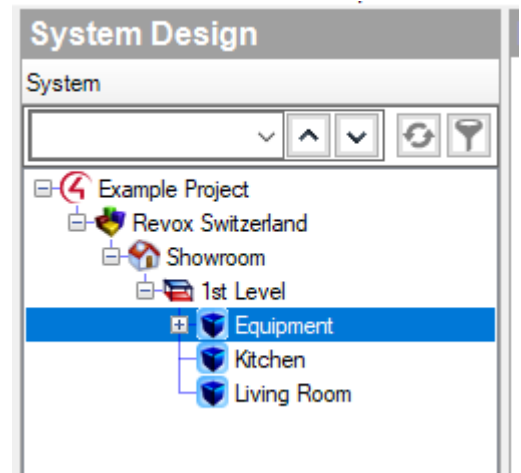 System Design
System
Example Project
Revox Switzerland
Showroom
1st Level
Equipment
Kitchen
Living Room